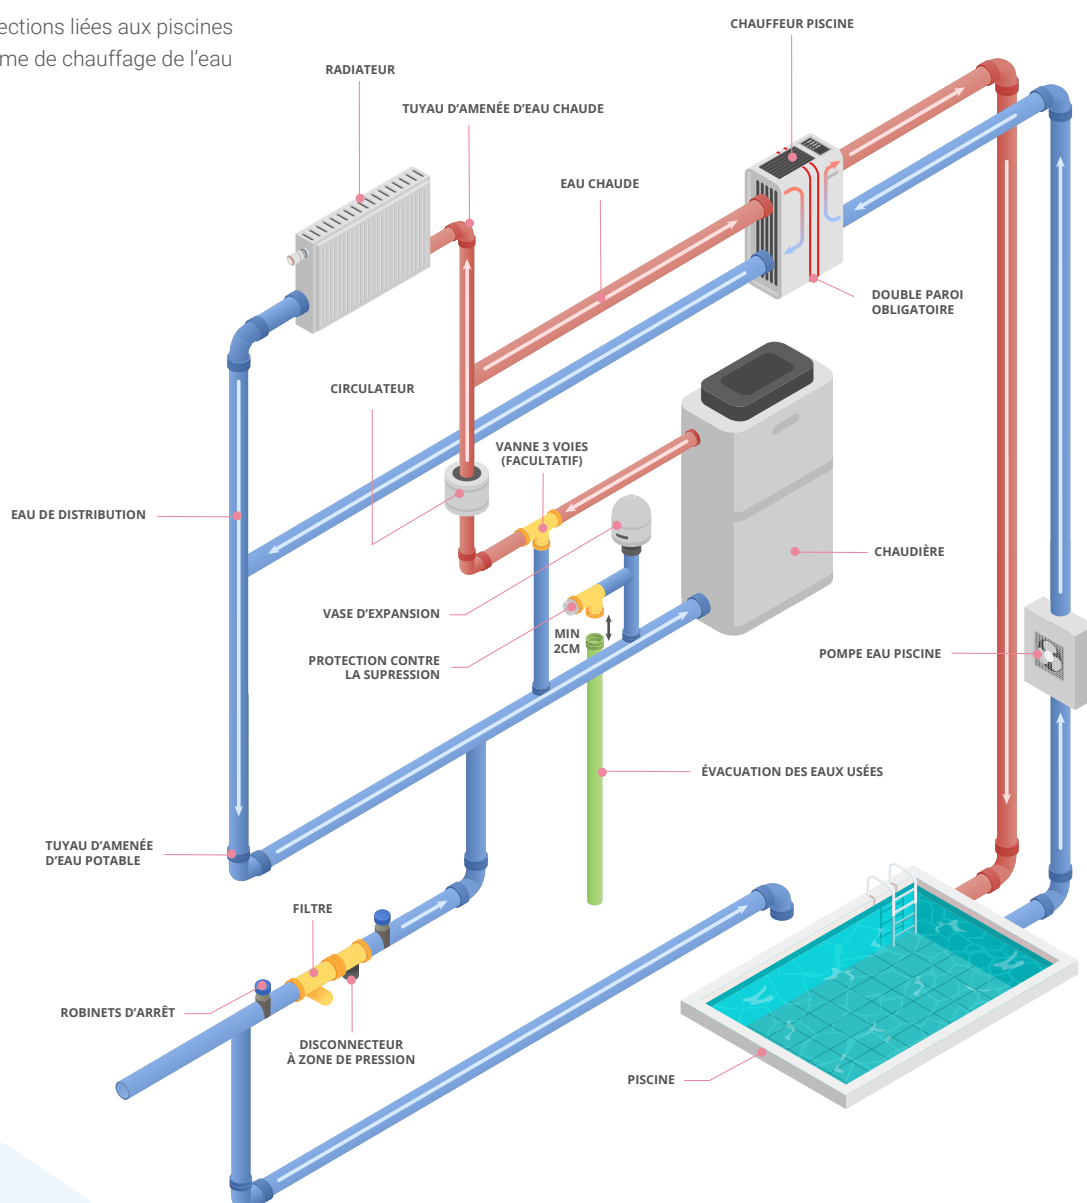 ections liées aux piscines
me de chauffage de l’eau
CHAUFFEUR PISCINE
RADIATEUR
TUYAU D’AMENÉE D’EAU CHAUDE
EAU CHAUDE
DOUBLE PAROI
OBLIGATOIRE
CIRCULATEUR
VANNE 3 VOIES
(FACULTATIF)
EAU DE DISTRIBUTION
CHAUDIÈRE
VASE D’EXPANSION
MIN
2CM
PROTECTION CONTRE
LA SUPRESSION
POMPE EAU PISCINE
ÉVACUATION DES EAUX USÉES
TUYAU D’AMENÉE
D’EAU POTABLE
FILTRE
ROBINETS D’ARRÊT
DISCONNECTEUR
À ZONE DE PRESSION
PISCINE